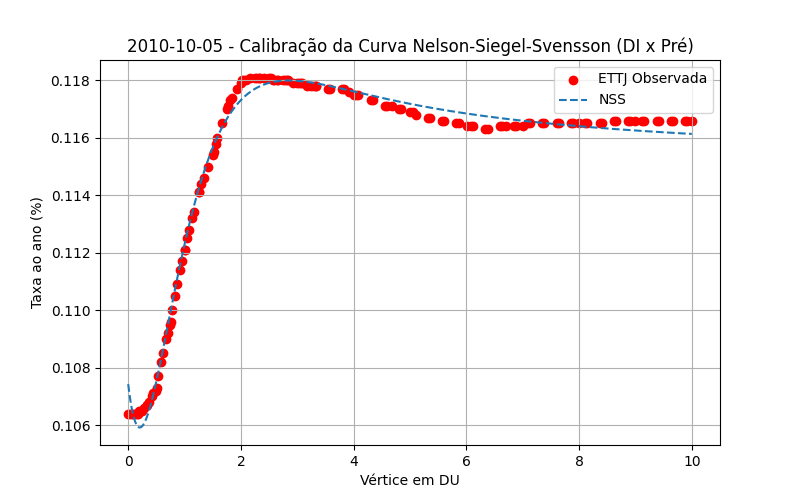 2010-10-05 - Calibração da Curva Nelson-Siegel-Svensson (DI x Pré)
ETTJ Observada
NSS
Taxa ao ano (%)
0.118
0.116
0.114
0.112
0.110
0.108
0.106
0 2 4 6 8 10
Vértice em DU